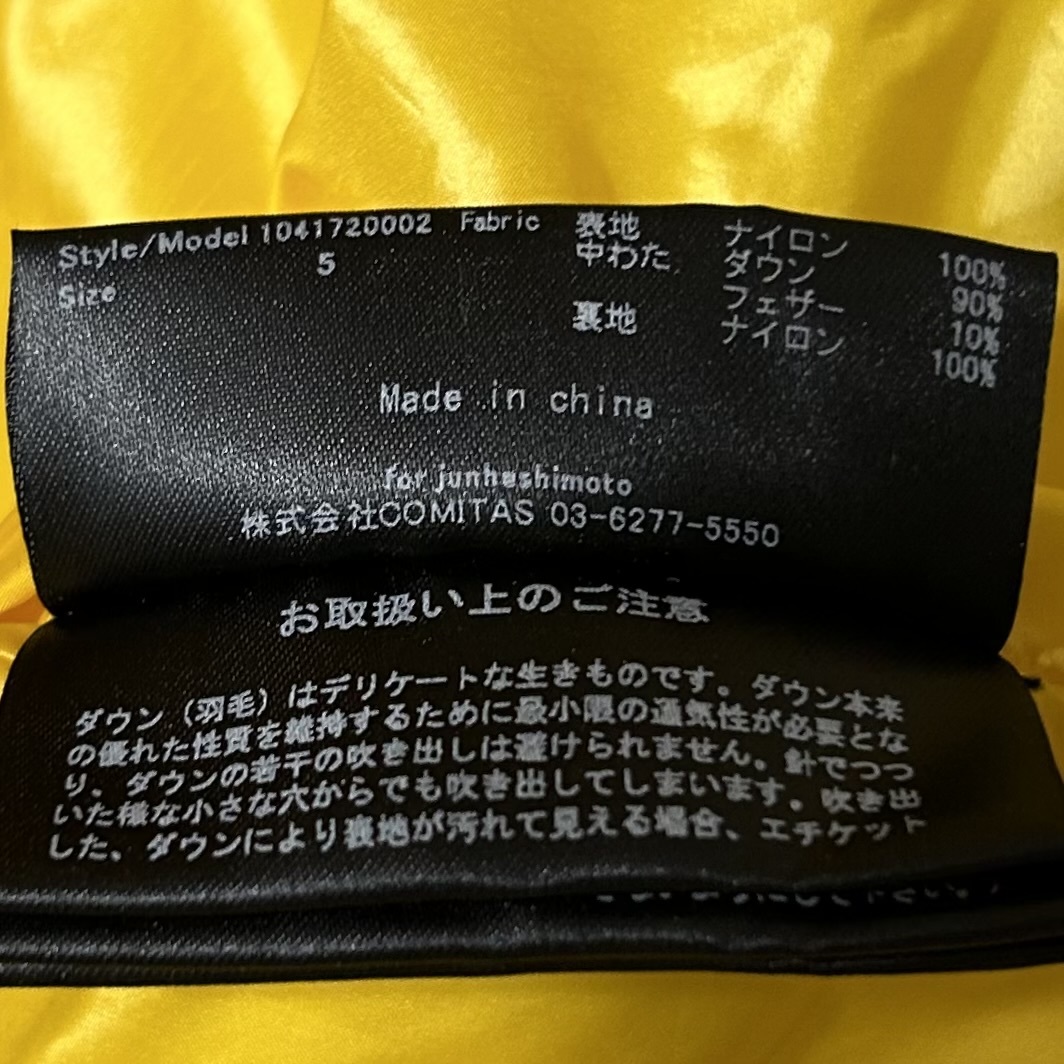 Style/Model 1041720002 Fabric 表地 ナイロン 100%
Size 5 中わた ダウン 90%
フェザー 10%
裏地 ナイロン 100%
Made in china
for junhashimoto
株式会社COMITAS 03-6277-5550
お取扱い上のご注意
ダウン（羽毛）はデリケートな生きものです。ダウン本来
の優れた性質を維持するために最小限の通気性が必要とな
り、ダウンの若干の吹き出しは避けられません。針でつつ
いた様な小さな穴からでも吹き出してしまいます。吹き出
した、ダウンにより表地が汚れて見える場合、エチケット